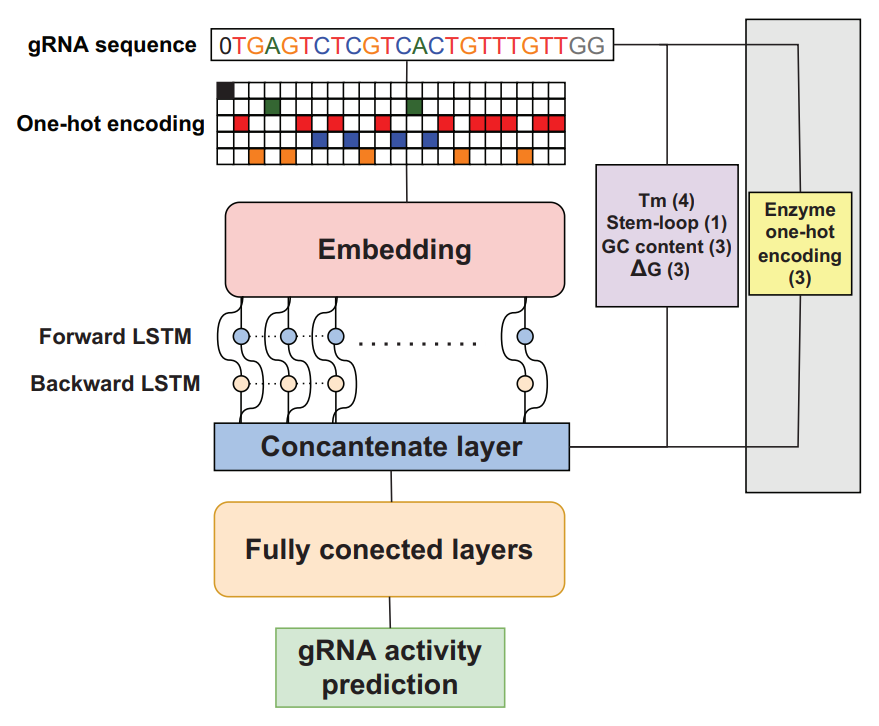 gRNA sequence
0TGAGTCTCGTCACTGTTTGTTGG
One-hot encoding
Embedding
Tm (4)
Stem-loop (1)
GC content (3)
ΔG (3)
Enzyme
one-hot
encoding
(3)
Forward LSTM
Backward LSTM
Concantenate layer
Fully conected layers
gRNA activity
prediction